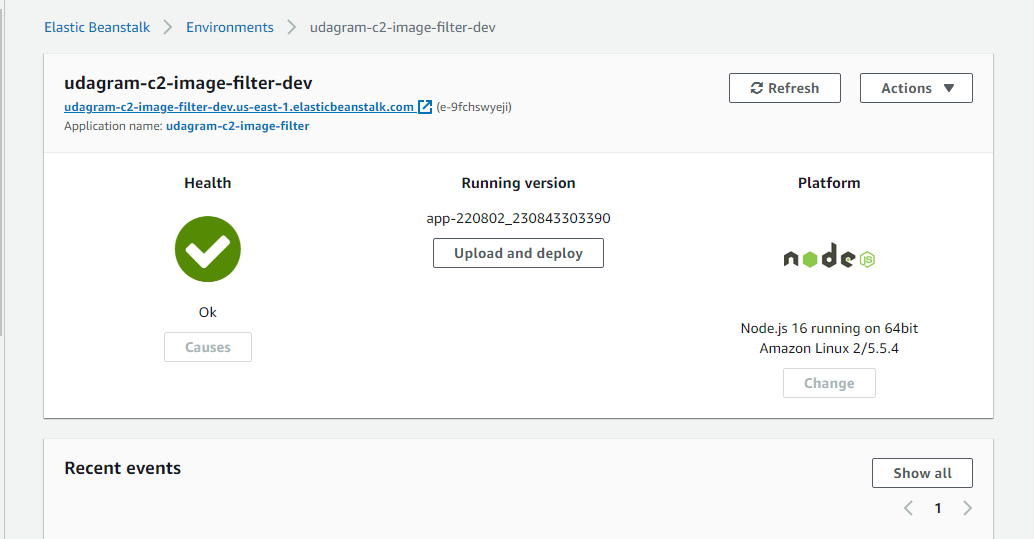 Elastic Beanstalk > Environments > udagram-c2-image-filter-dev
udagram-c2-image-filter-dev
Refresh
Actions
udagram-c2-image-filter-dev.us-east-1.elasticbeanstalk.com (e-9fchswyeji)
Application name: udagram-c2-image-filter
Health
Running version
Platform
app-220802_230843303390
Upload and deploy
node
JS
Ok
Causes
Node.js 16 running on 64bit
Amazon Linux 2/5.5.4
Change
Recent events
Show all
1